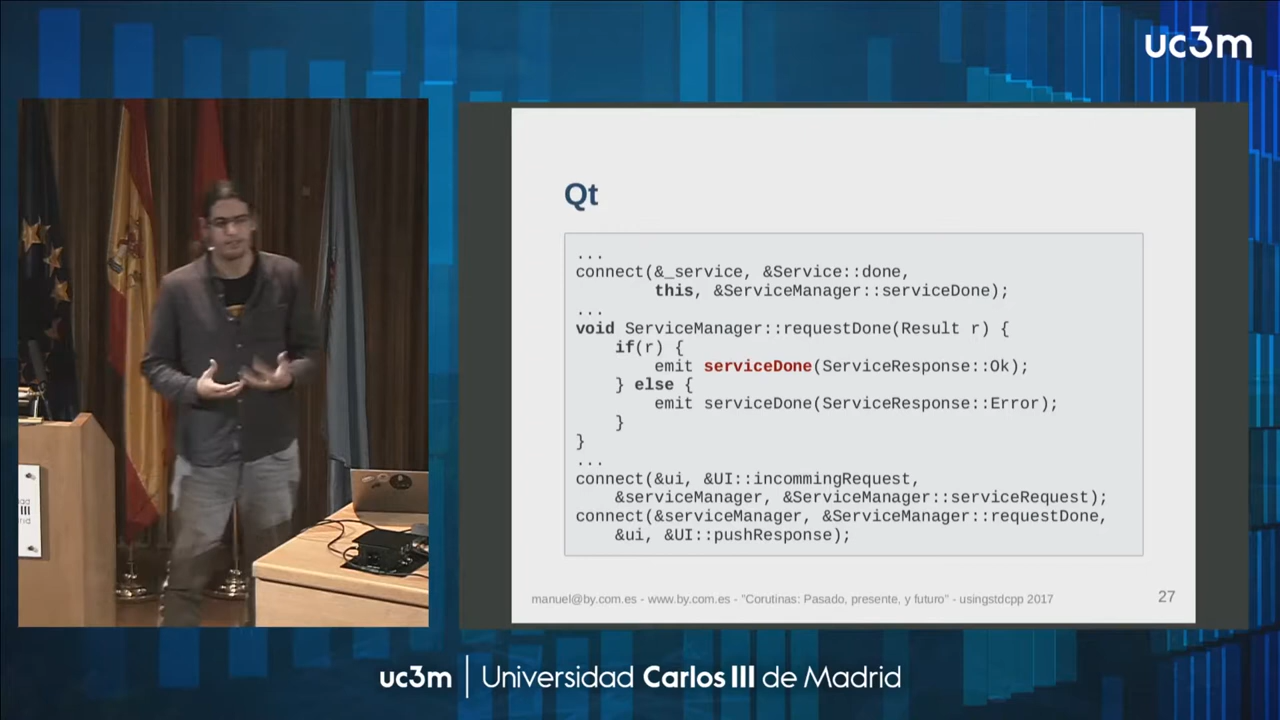 uc3m
Qt
...
connect(&_service, &Service::done,
        this, &ServiceManager::serviceDone);
...
void ServiceManager::requestDone(Result r) {
    if(r) {
        emit serviceDone(ServiceResponse::Ok);
    } else {
        emit serviceDone(ServiceResponse::Error);
    }
}
...
connect(&ui, &UI::incommingRequest,
    &serviceManager, &ServiceManager::serviceRequest);
connect(&serviceManager, &ServiceManager::requestDone,
    &ui, &UI::pushResponse);
manuel@by.com.es - www.by.com.es - "Corutinas: Pasado, presente, y futuro" - usingstdcpp 2017
27
ad
III
rid
uc3m | Universidad Carlos III de Madrid